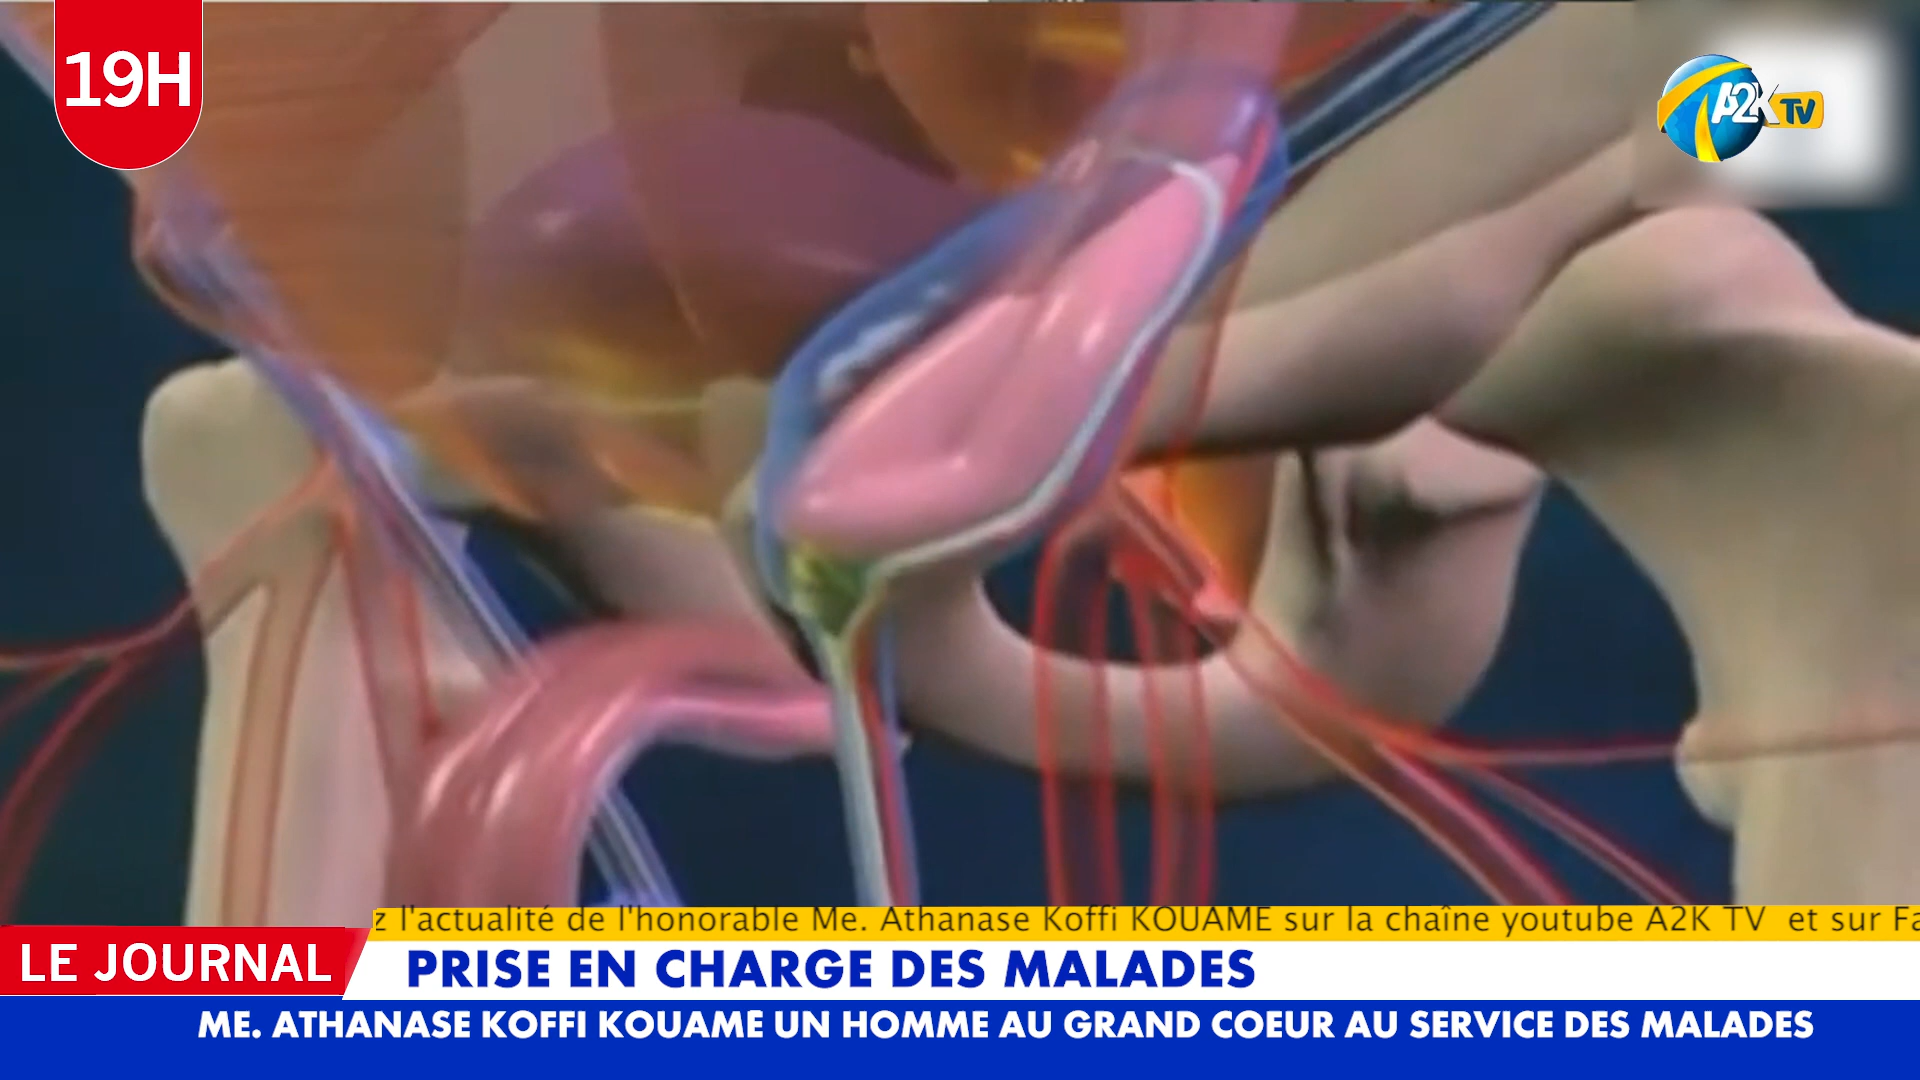 19H
A2K TV
z l'actualité de l'honorable Me. Athanase Koffi KOUAME sur la chaîne youtube A2K TV et sur Fa
LE JOURNAL
PRISE EN CHARGE DES MALADES
ME. ATHANASE KOFFI KOUAME UN HOMME AU GRAND COEUR AU SERVICE DES MALADES